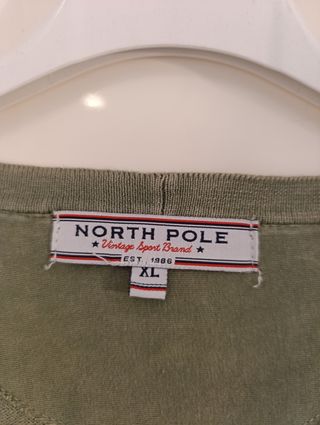 NORTH POLE
Vintage Sport Brand
EST. 1986
XL